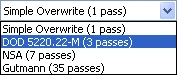 Simple Overwrite (1 pass)
Simple Overwrite (1 pass)
DOD 5220.22-M (3 passes)
NSA (7 passes)
Gutmann (35 passes)